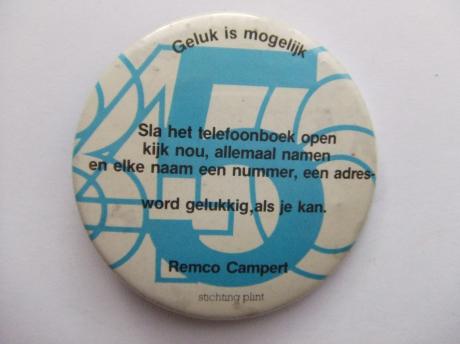 Geluk is mogelijk
5
Sla het telefoonboek open
kijk nou, allemaal namen
en elke naam een nummer, een adres-
word gelukkig,als je kan.
Remco Campert
stichting plint